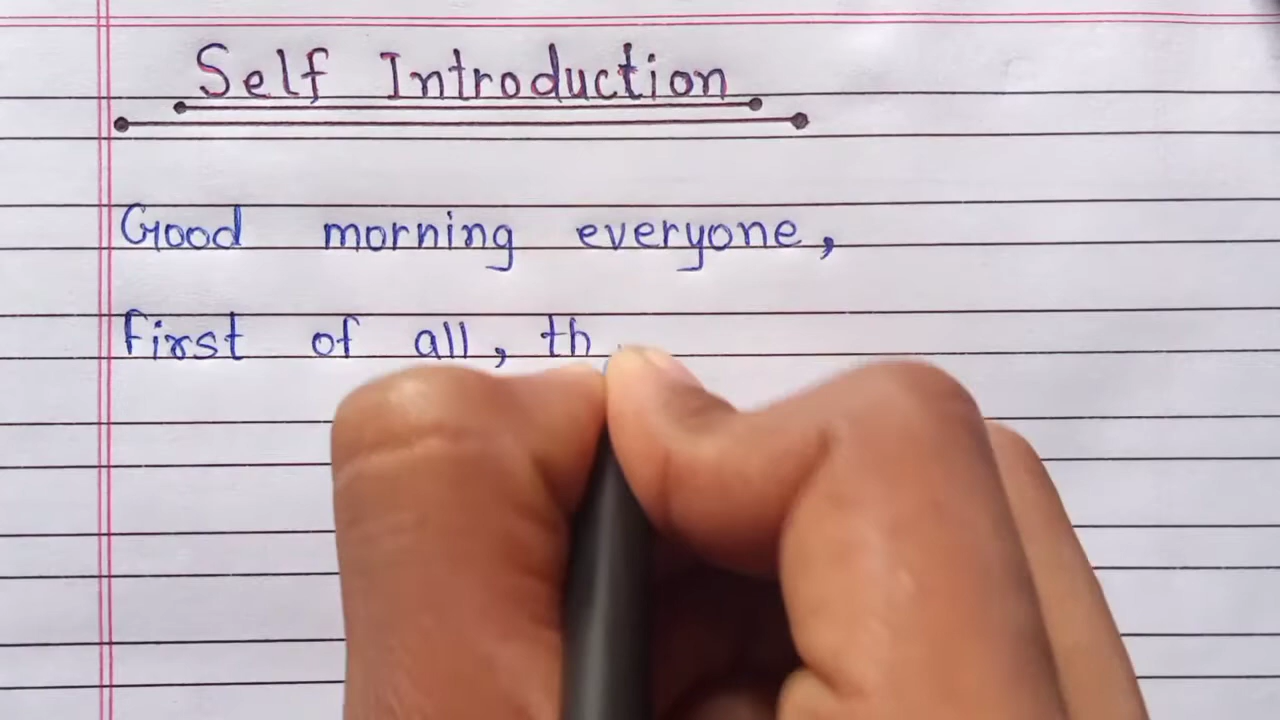 Self Introduction
Good morning everyone,
First of all, th